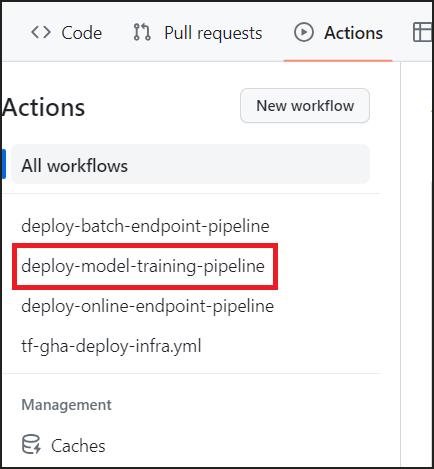 Code Pull requests Actions
Actions New workflow
All workflows
deploy-batch-endpoint-pipeline
deploy-model-training-pipeline
deploy-online-endpoint-pipeline
tf-gha-deploy-infra.yml
Management
Caches